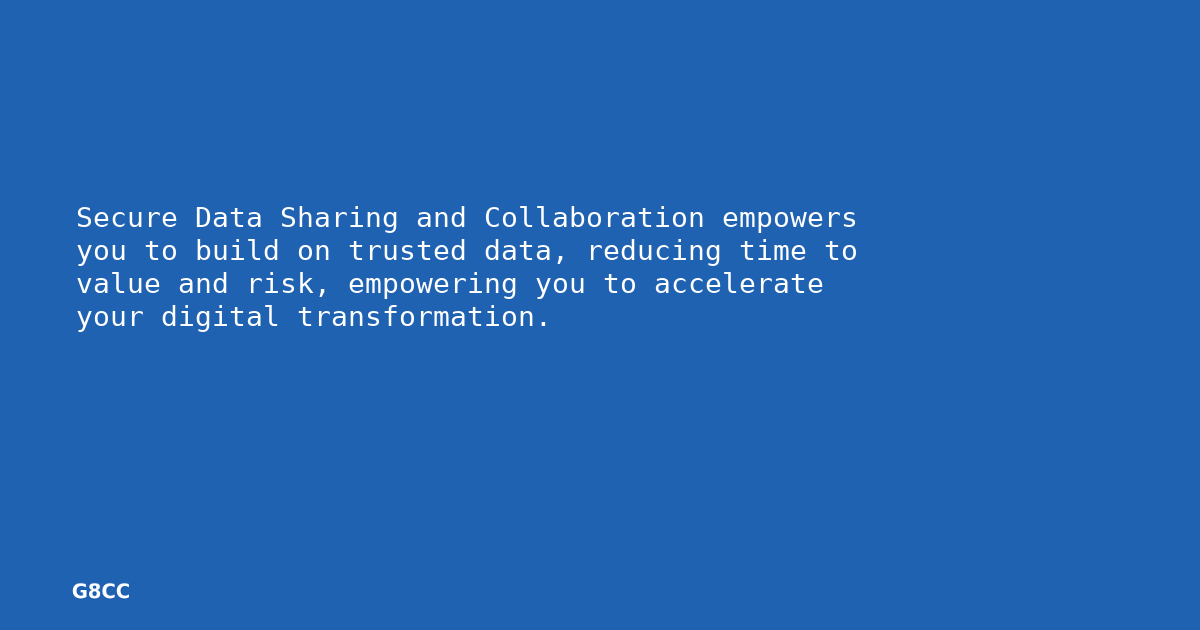 Secure Data Sharing and Collaboration empowers
you to build on trusted data, reducing time to
value and risk, empowering you to accelerate
your digital transformation.
G8CC